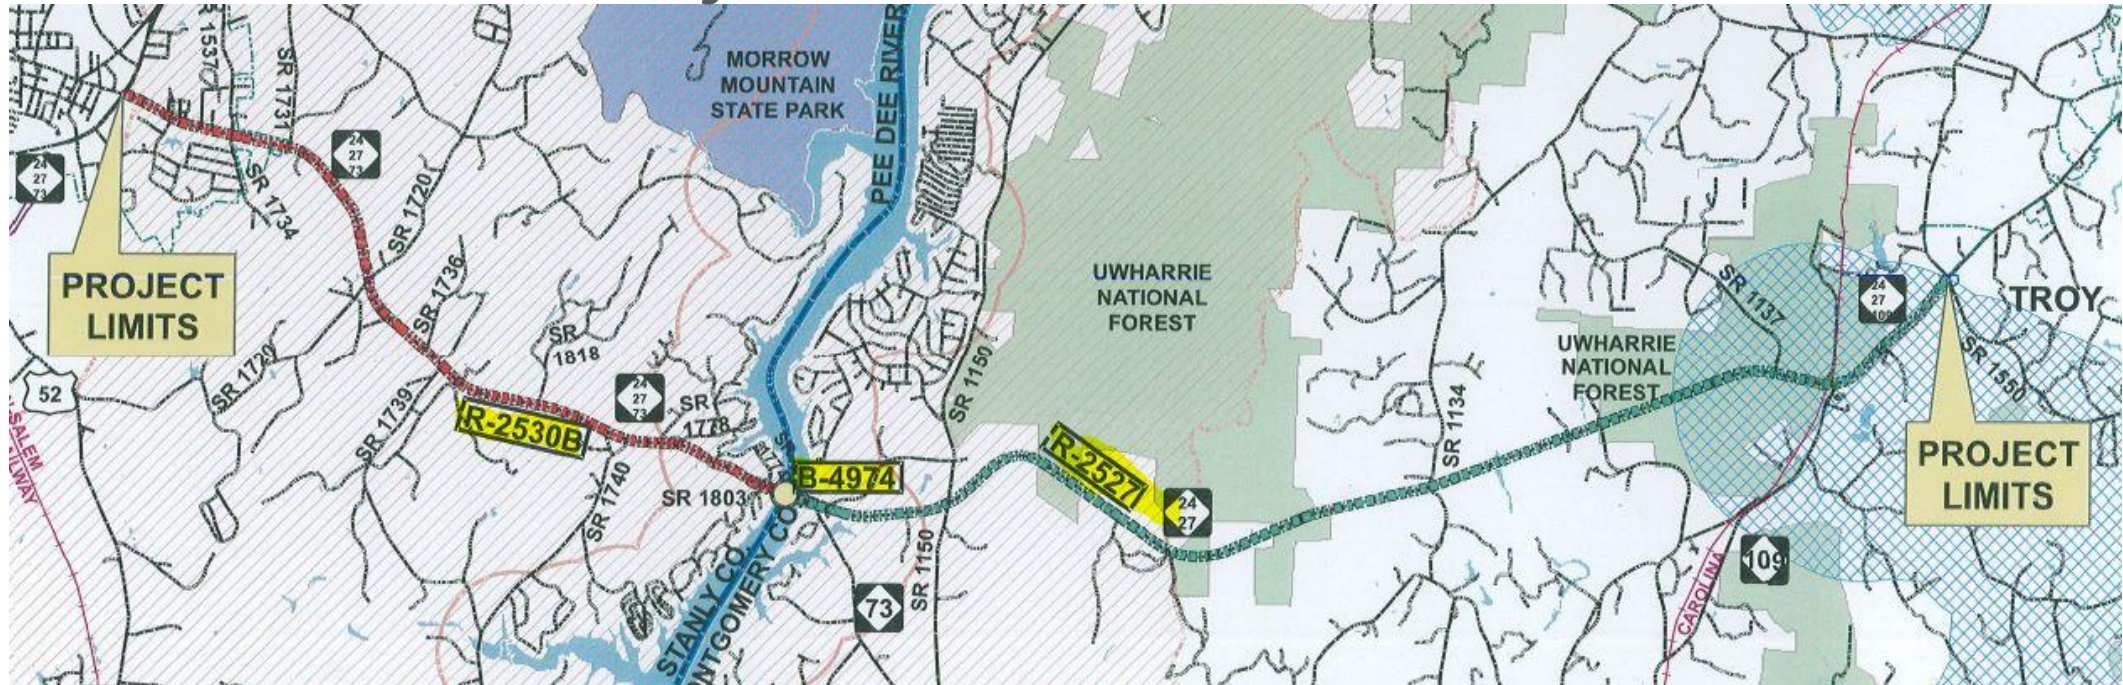 SR 1537
SR 1731
24
27
73
24
27
73
SR 1734
SR 1720
PROJECT
LIMITS
SR 1736
MORROW
MOUNTAIN
STATE PARK
PEE DEE RIVER
UWHARRIE
NATIONAL
FOREST
SR 1137
24
27
109
TROY
52
SR 1720
SR
1818
SR 1739
24
27
73
SR
1778
SR 1150
UWHARRIE
NATIONAL
FOREST
SR 1134
SR 1550
R-2530B
B-4974
R-2527
24
27
PROJECT
LIMITS
SR 1740
SR 1803
SR 1150
STANLY CO.
MONTGOMERY CO.
73
109
CAROLINA